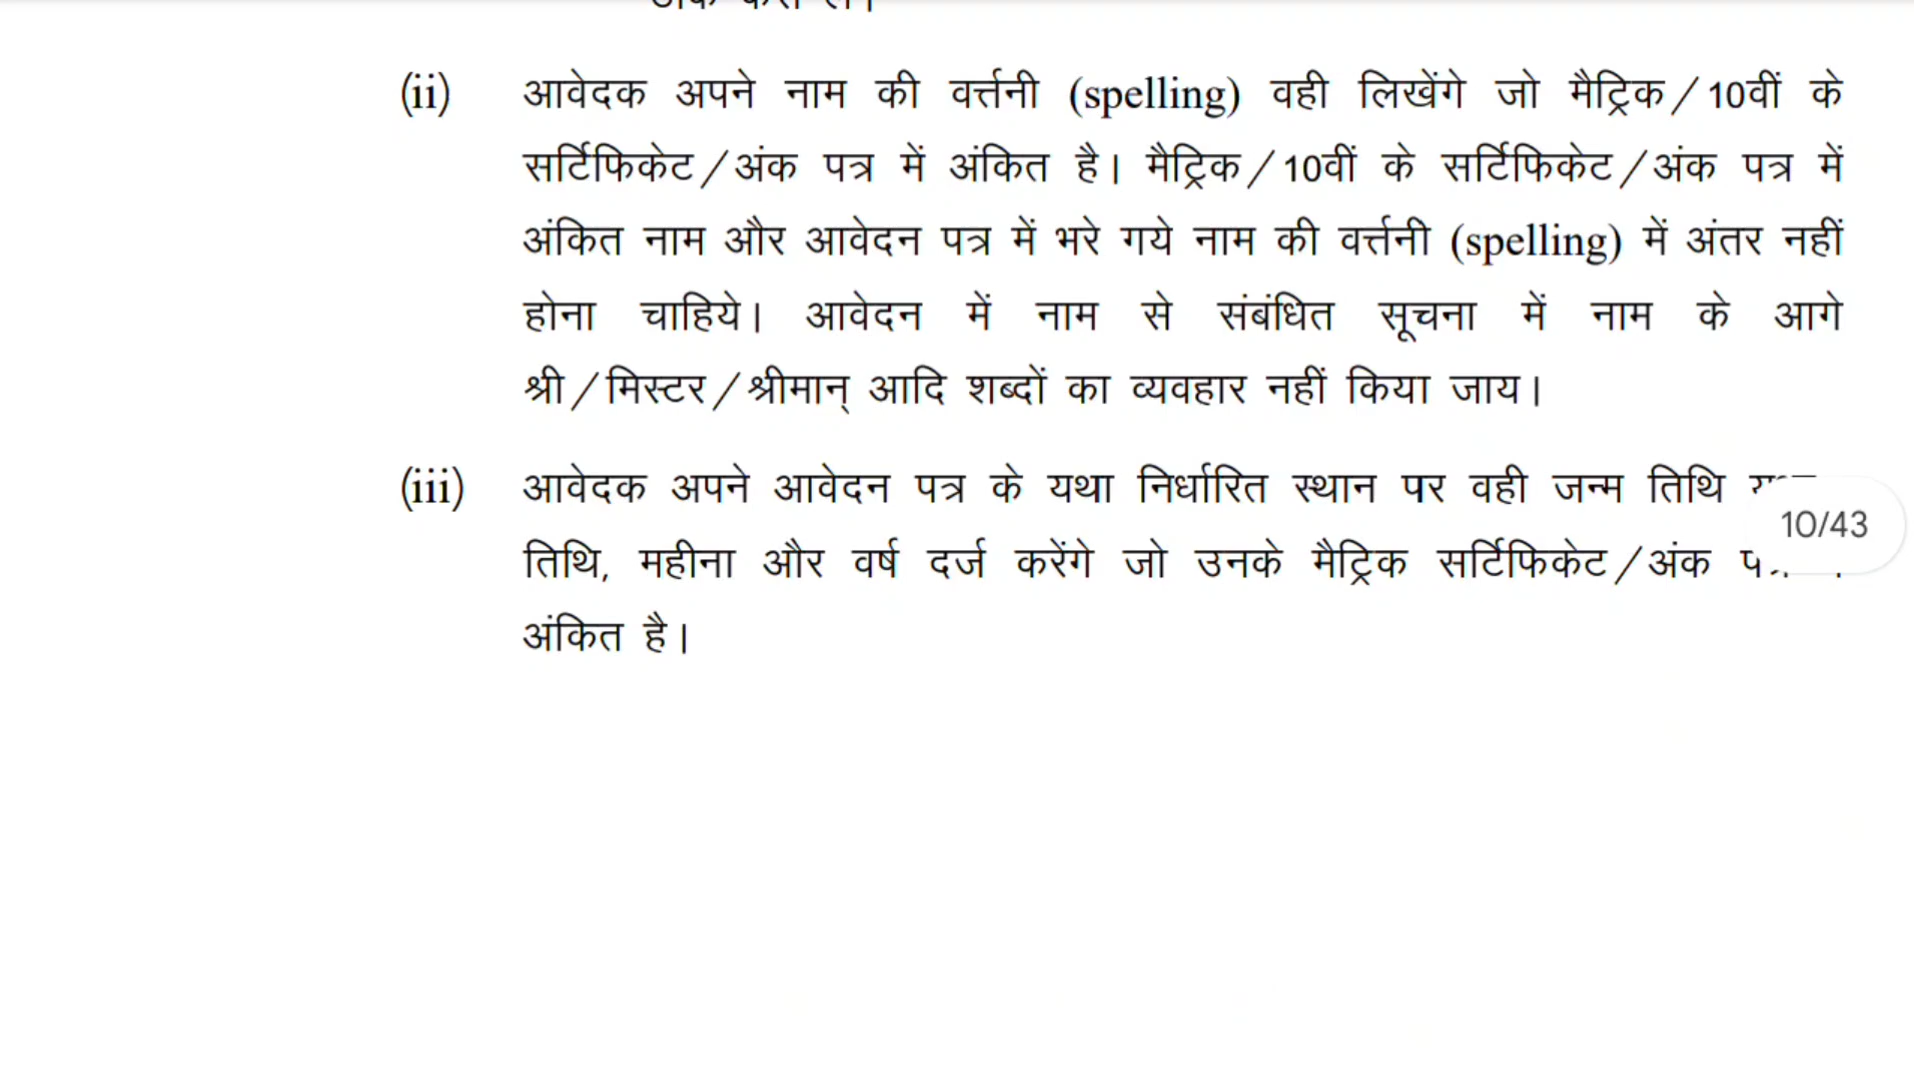 (ii) आवेदक अपने नाम की वर्त्तनी (spelling) वही लिखेंगे जो मैट्रिक/10वीं के
सर्टिफिकेट/अंक पत्र में अंकित है। मैट्रिक/10वीं के सर्टिफिकेट/अंक पत्र में
अंकित नाम और आवेदन पत्र में भरे गये नाम की वर्त्तनी (spelling) में अंतर नहीं
होना चाहिये। आवेदन में नाम से संबंधित सूचना में नाम के आगे
श्री/मिस्टर/श्रीमान् आदि शब्दों का व्यवहार नहीं किया जाय।
(iii) आवेदक अपने आवेदन पत्र के यथा निर्धारित स्थान पर वही जन्म तिथि
10/43
तिथि, महीना और वर्ष दर्ज करेंगे जो उनके मैट्रिक सर्टिफिकेट/अंक
अंकित है।